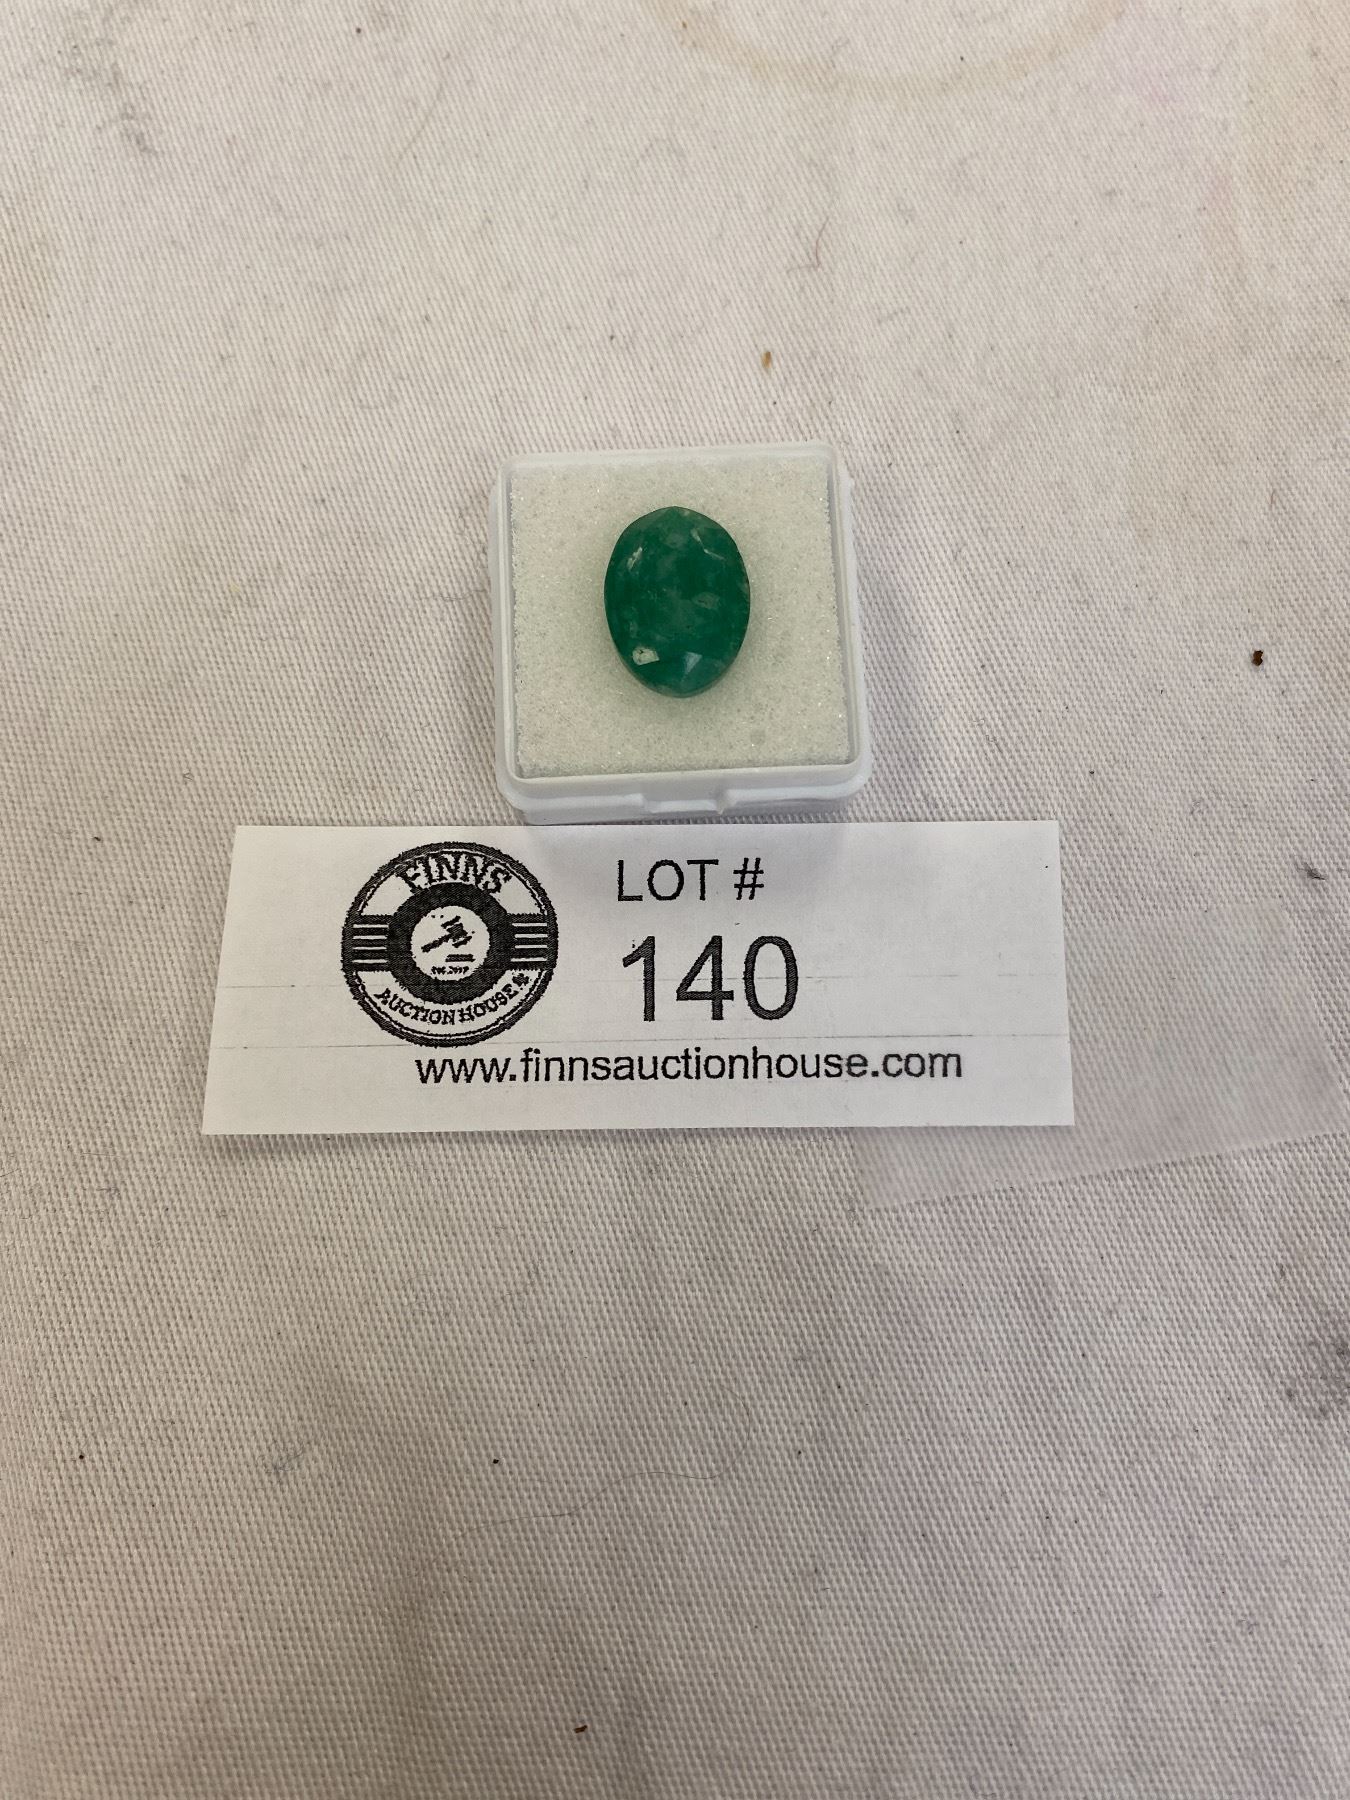 FINNS
AUCTION HOUSE
LOT #
140
www.finnsauctionhouse.com